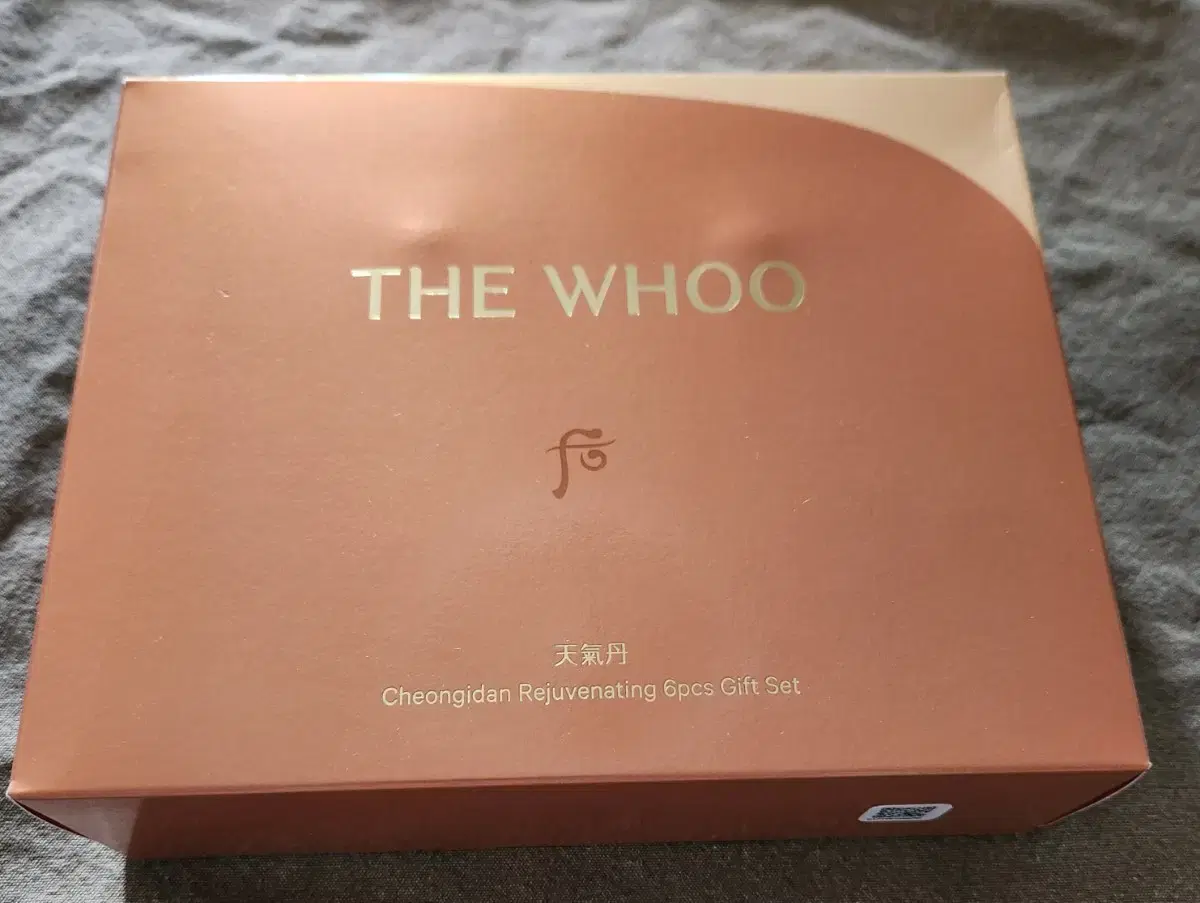 THE WHOO
天氣丹
Cheongidan Rejuvenating 6pcs Gift Set